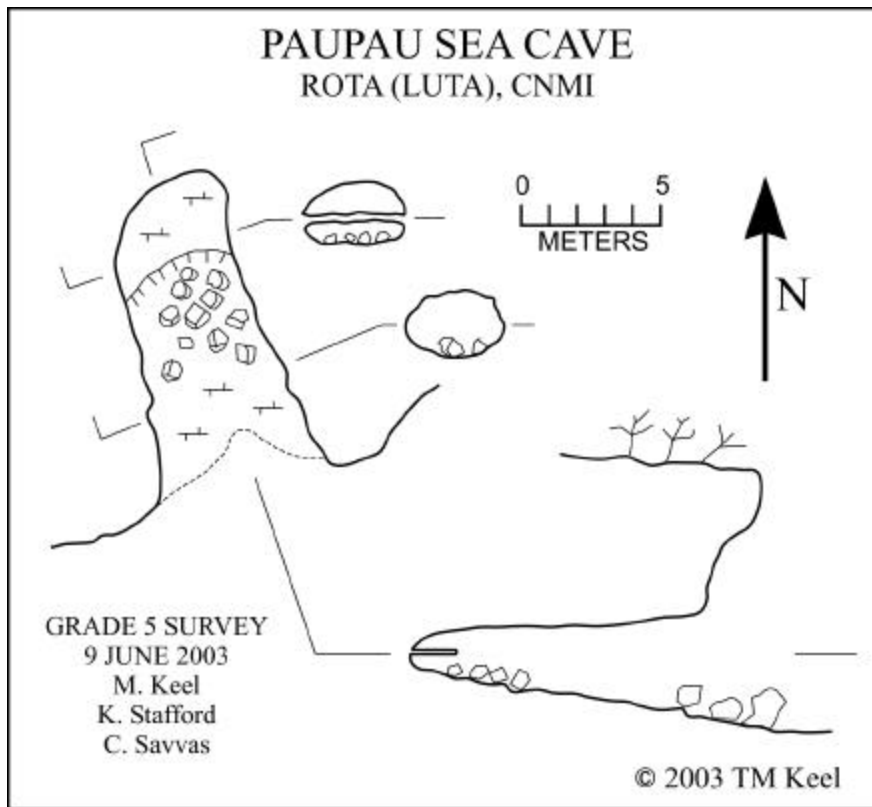 PAUPAU SEA CAVE
ROTA (LUTA), CNMI
0 5
METERS
N
GRADE 5 SURVEY
9 JUNE 2003
M. Keel
K. Stafford
C. Savvas
© 2003 TM Keel